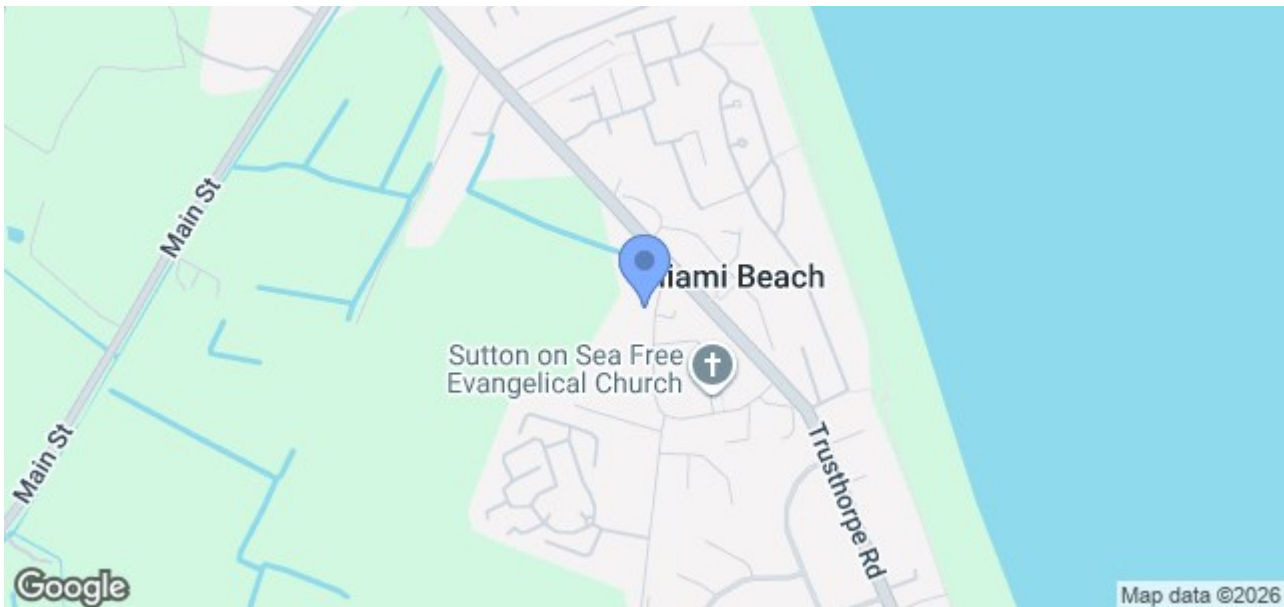 Main St
iami Beach
Sutton on Sea Free
Evangelical Church
Main St
Trusthorpe Rd
Google
Map data ©2026